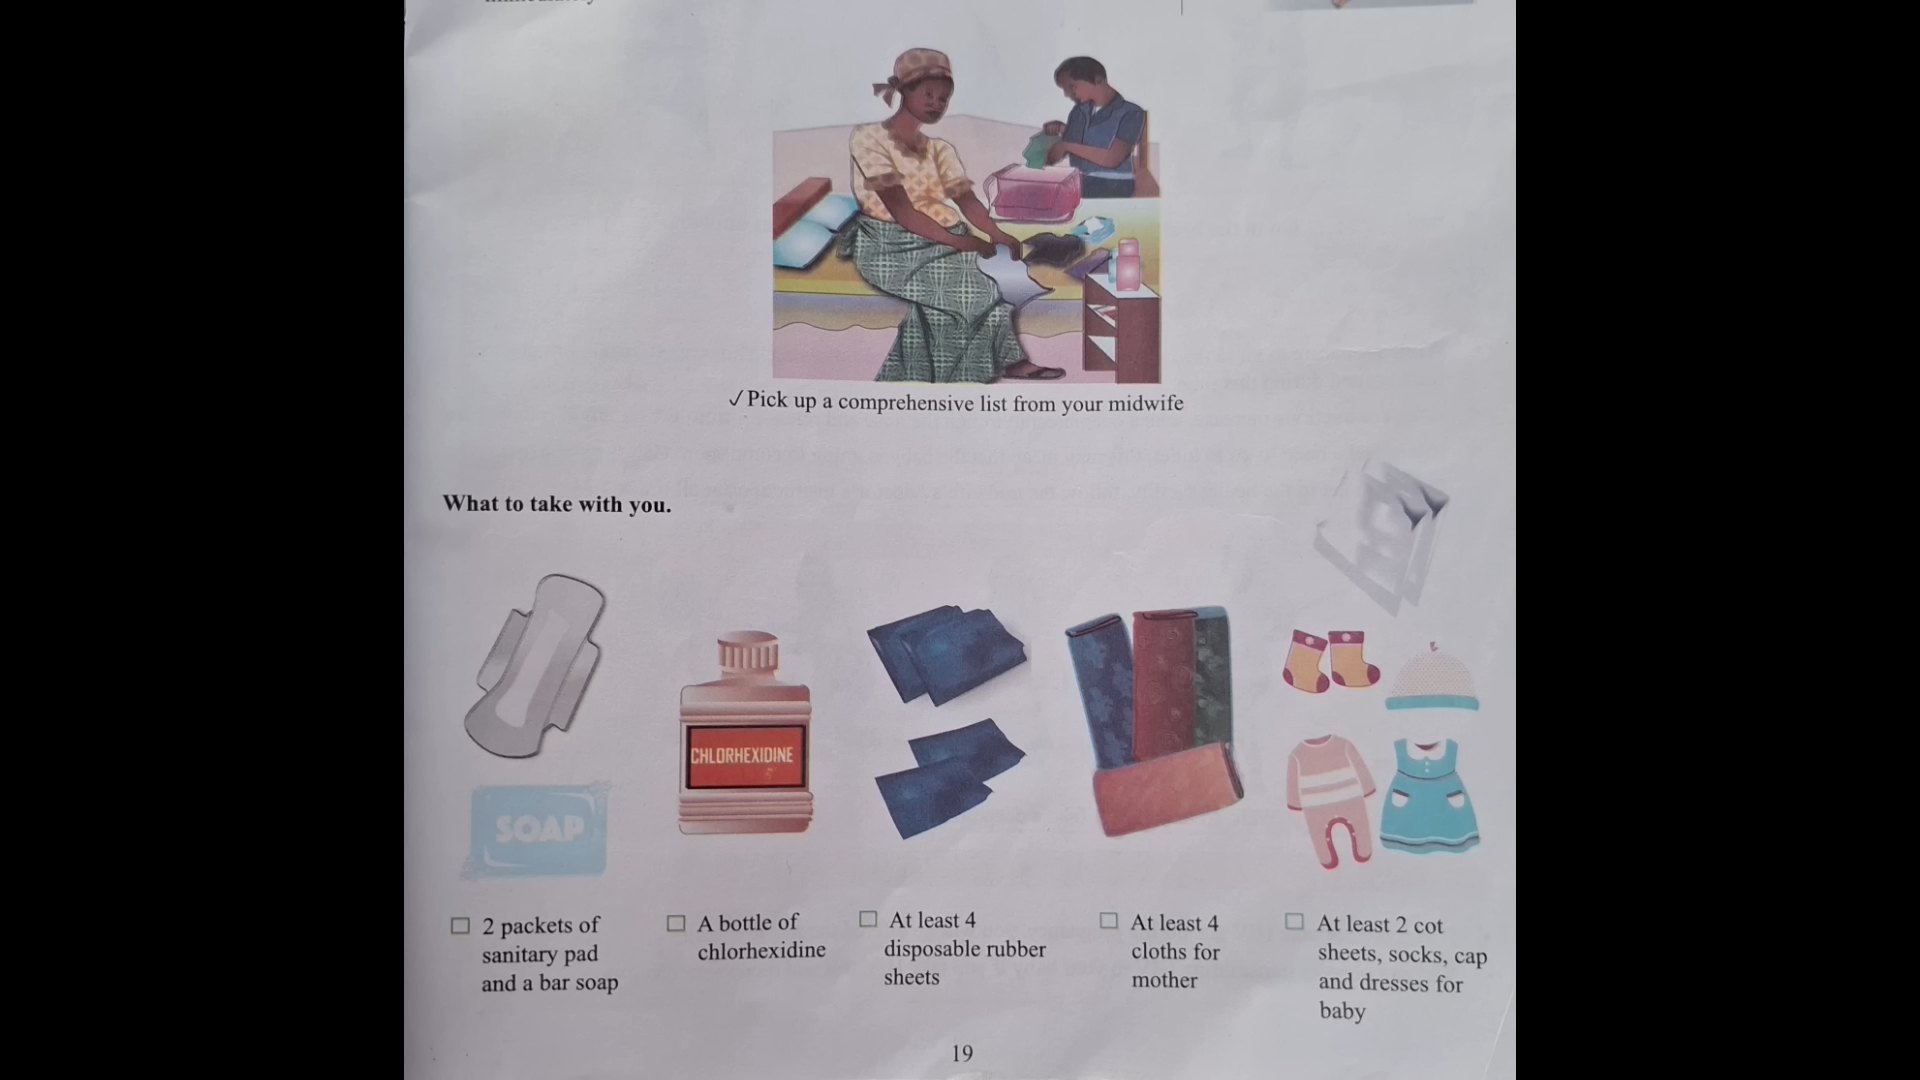 ✓ Pick up a comprehensive list from your midwife
What to take with you.
CHLORHEXIDINE
SOAP
2 packets of
sanitary pad
and a bar soap
A bottle of
chlorhexidine
At least 4
disposable rubber
sheets
At least 4
cloths for
mother
At least 2 cot
sheets, socks, cap
and dresses for
baby
19